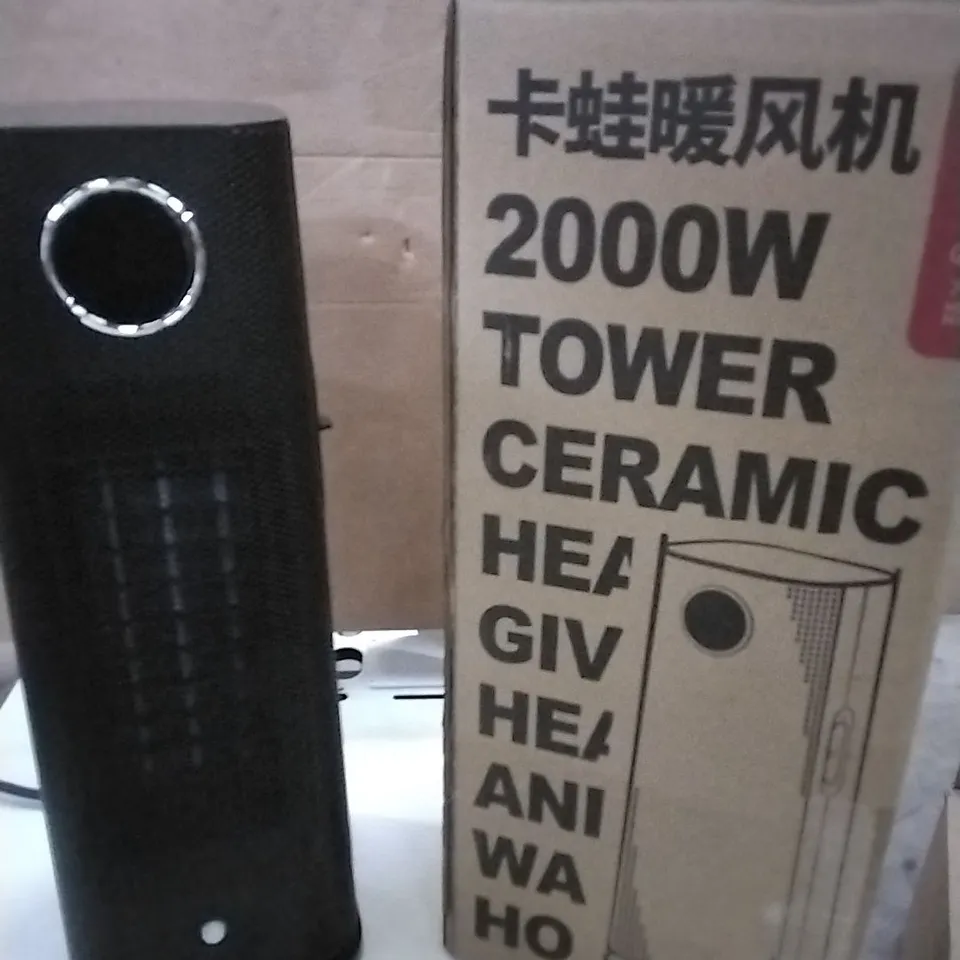 卡蛙暖风机
2000W
TOWER
CERAMIC
HEA
GIV
HEA
ANI
WA
HO